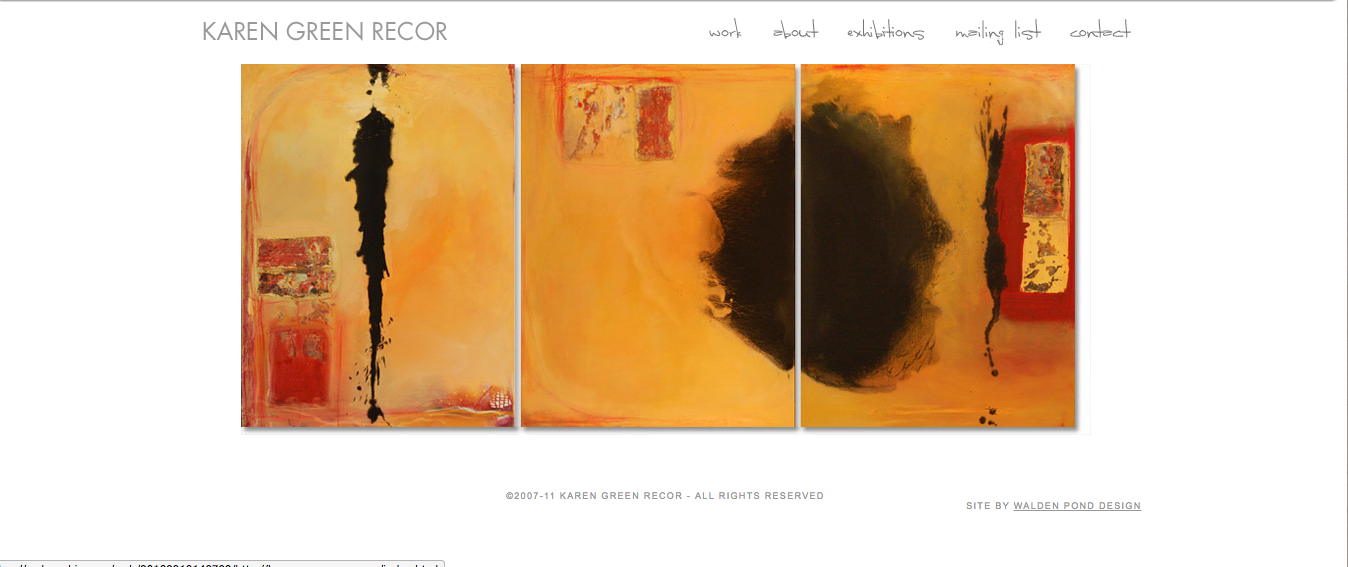 KAREN GREEN RECOR
work about exhibitions mailing list contact
©2007-11 KAREN GREEN RECOR - ALL RIGHTS RESERVED
SITE BY WALDEN POND DESIGN